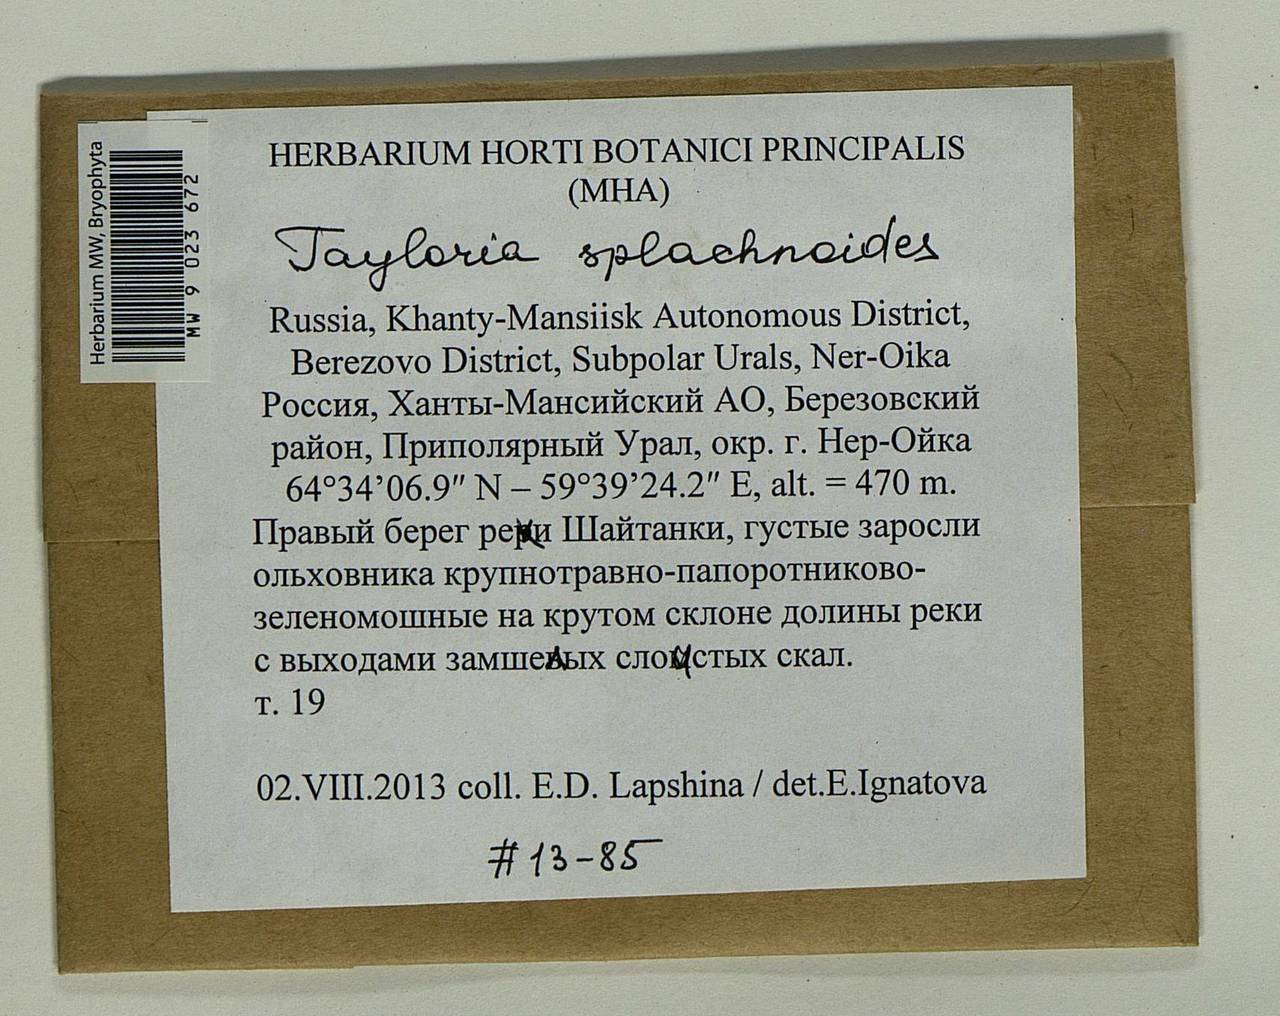 Herbarium MW, Bryophyta
MW 9 023 672
HERBARIUM HORTI BOTANICI PRINCIPALIS
(MHA)
Tayloria splachnoides
Russia, Khanty-Mansiisk Autonomous District,
Berezovo District, Subpolar Urals, Ner-Oika
Россия, Ханты-Мансийский АО, Березовский
район, Приполярный Урал, окр. г. Нер-Ойка
64°34’06.9″ N – 59°39’24.2″ E, alt. = 470 m.
Правый берег реки Шайтанки, густые заросли
ольховника крупнотравно-папоротниково-
зеленомошные на крутом склоне долины реки
с выходами замшелых слоистых скал.
т. 19
02.VIII.2013 coll. E.D. Lapshina / det.E.Ignatova
# 13-85